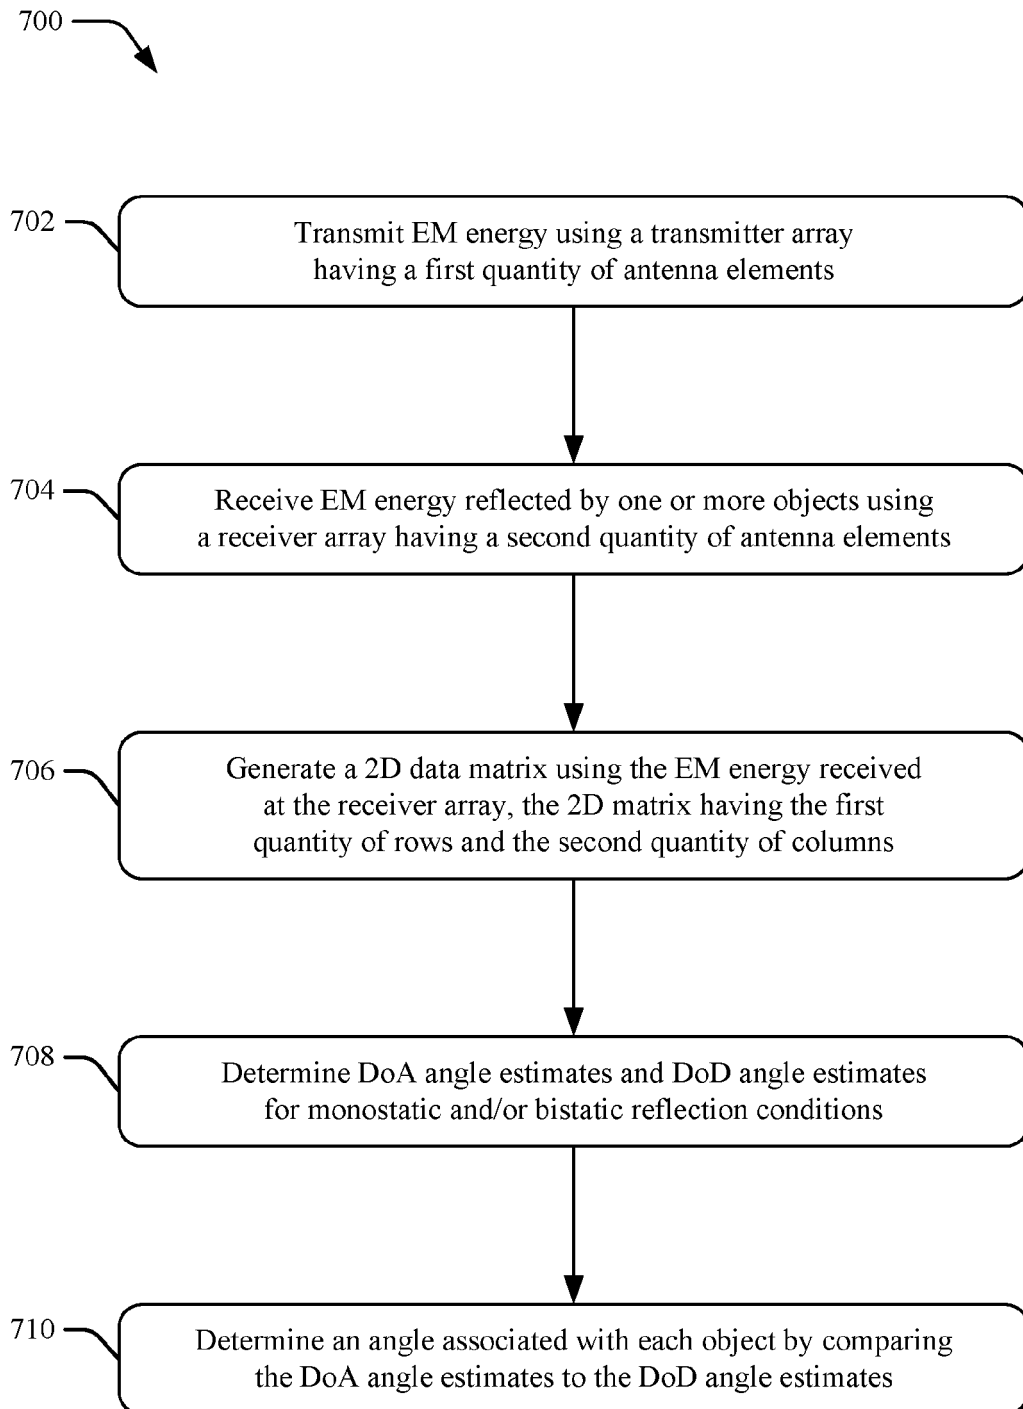 700
702
Transmit EM energy using a transmitter array
having a first quantity of antenna elements
704
Receive EM energy reflected by one or more objects using
a receiver array having a second quantity of antenna elements
706
Generate a 2D data matrix using the EM energy received
at the receiver array, the 2D matrix having the first
quantity of rows and the second quantity of columns
708
Determine DoA angle estimates and DoD angle estimates
for monostatic and/or bistatic reflection conditions
710
Determine an angle associated with each object by comparing
the DoA angle estimates to the DoD angle estimates